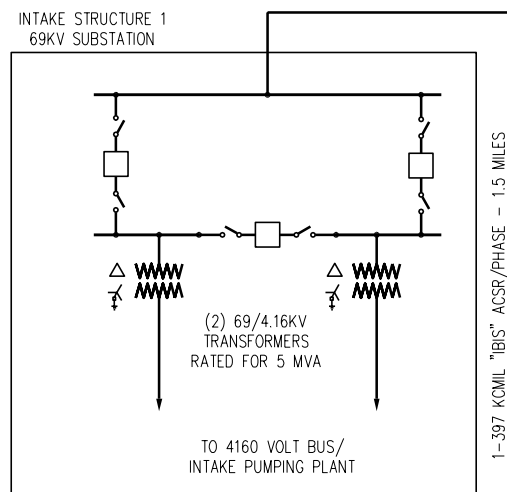 INTAKE STRUCTURE 1
69KV SUBSTATION
(2) 69/4.16KV
TRANSFORMERS
RATED FOR 5 MVA
TO 4160 VOLT BUS/
INTAKE PUMPING PLANT
1-397 KCMIL "IBIS" ACSR/PHASE - 1.5 MILES